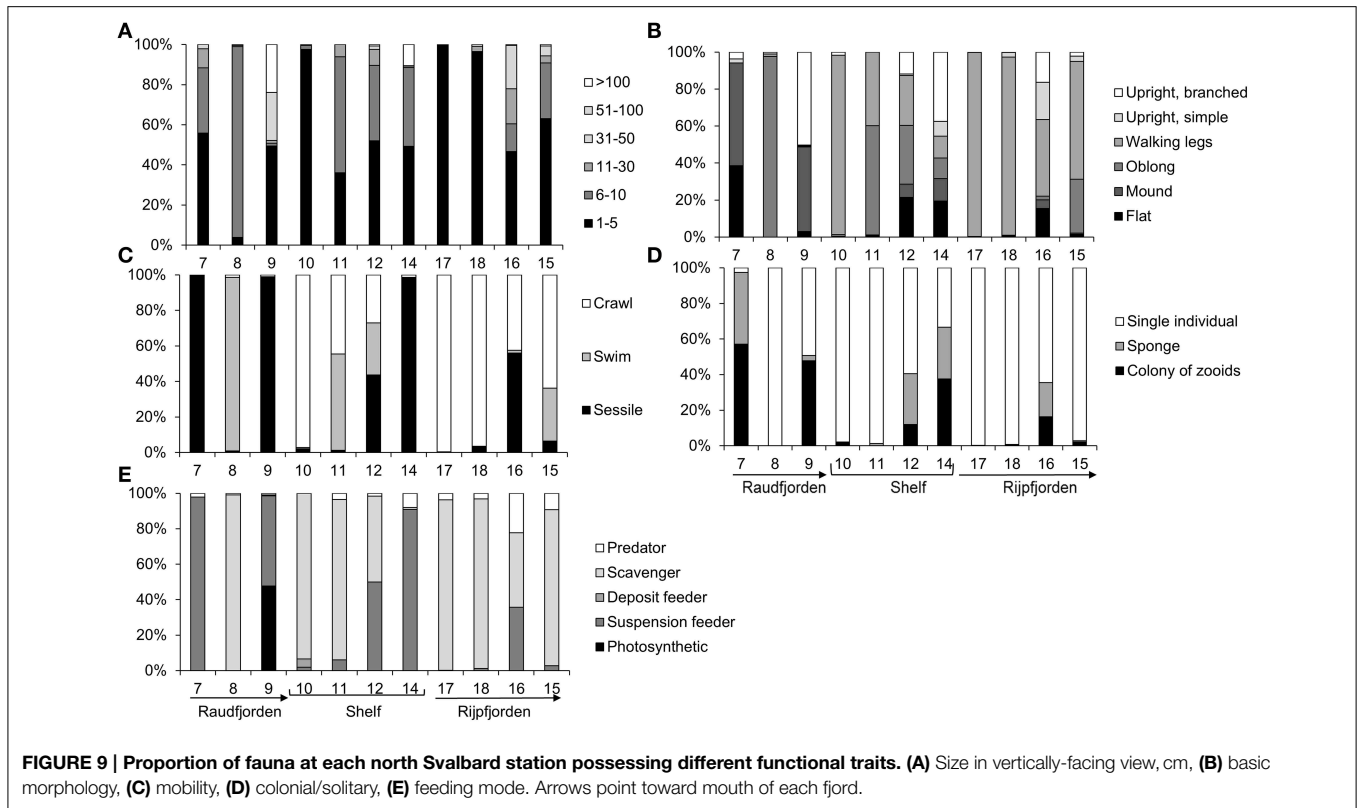 A
B
100%
80%
60%
40%
20%
0%
7 8 9 10 11 12 14 17 18 16 15
>100
51-100
31-50
11-30
6-10
1-5
100%
80%
60%
40%
20%
0%
7 8 9 10 11 12 14 17 18 16 15
Upright, branched
Upright, simple
Walking legs
Oblong
Mound
Flat
C
D
100%
80%
60%
40%
20%
0%
7 8 9 10 11 12 14 17 18 16 15
Crawl
Swim
Sessile
100%
80%
60%
40%
20%
0%
7 8 9 10 11 12 14 17 18 16 15
Raudfjorden Shelf Rijpfjorden
Single individual
Sponge
Colony of zooids
E
100%
80%
60%
40%
20%
0%
7 8 9 10 11 12 14 17 18 16 15
Raudfjorden Shelf Rijpfjorden
Predator
Scavenger
Deposit feeder
Suspension feeder
Photosynthetic
FIGURE 9 | Proportion of fauna at each north Svalbard station possessing different functional traits. (A) Size in vertically-facing view, cm, (B) basic
morphology, (C) mobility, (D) colonial/solitary, (E) feeding mode. Arrows point toward mouth of each fjord.